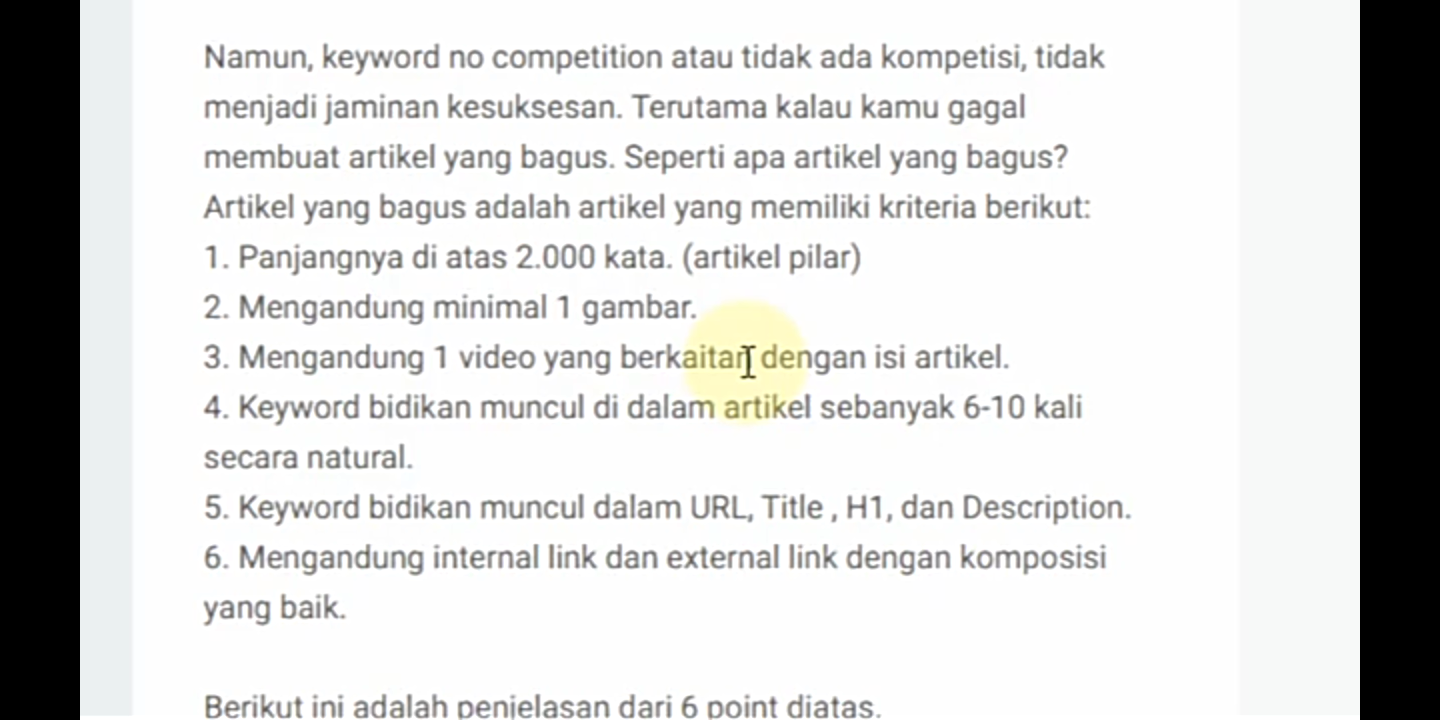 Namun, keyword no competition atau tidak ada kompetisi, tidak
menjadi jaminan kesuksesan. Terutama kalau kamu gagal
membuat artikel yang bagus. Seperti apa artikel yang bagus?
Artikel yang bagus adalah artikel yang memiliki kriteria berikut:
1. Panjangnya di atas 2.000 kata. (artikel pilar)
2. Mengandung minimal 1 gambar.
3. Mengandung 1 video yang berkaitan dengan isi artikel.
4. Keyword bidikan muncul di dalam artikel sebanyak 6-10 kali
secara natural.
5. Keyword bidikan muncul dalam URL, Title , H1, dan Description.
6. Mengandung internal link dan external link dengan komposisi
yang baik.
Berikut ini adalah penjelasan dari 6 point diatas.